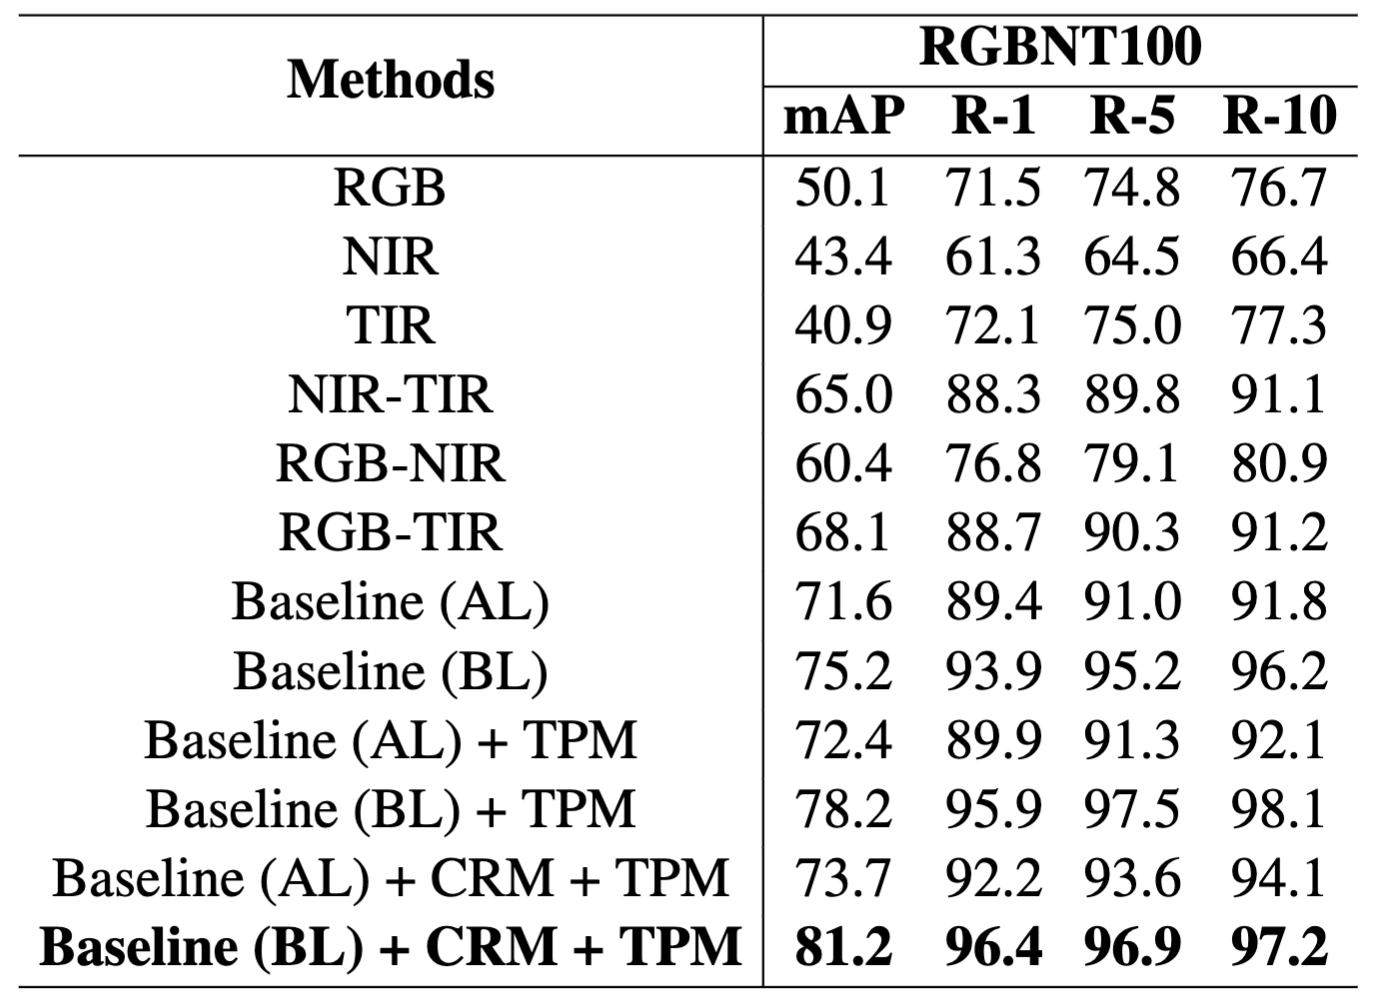 Methods RGBNT100
mAP R-1 R-5 R-10
RGB 50.1 71.5 74.8 76.7
NIR 43.4 61.3 64.5 66.4
TIR 40.9 72.1 75.0 77.3
NIR-TIR 65.0 88.3 89.8 91.1
RGB-NIR 60.4 76.8 79.1 80.9
RGB-TIR 68.1 88.7 90.3 91.2
Baseline (AL) 71.6 89.4 91.0 91.8
Baseline (BL) 75.2 93.9 95.2 96.2
Baseline (AL) + TPM 72.4 89.9 91.3 92.1
Baseline (BL) + TPM 78.2 95.9 97.5 98.1
Baseline (AL) + CRM + TPM 73.7 92.2 93.6 94.1
Baseline (BL) + CRM + TPM 81.2 96.4 96.9 97.2